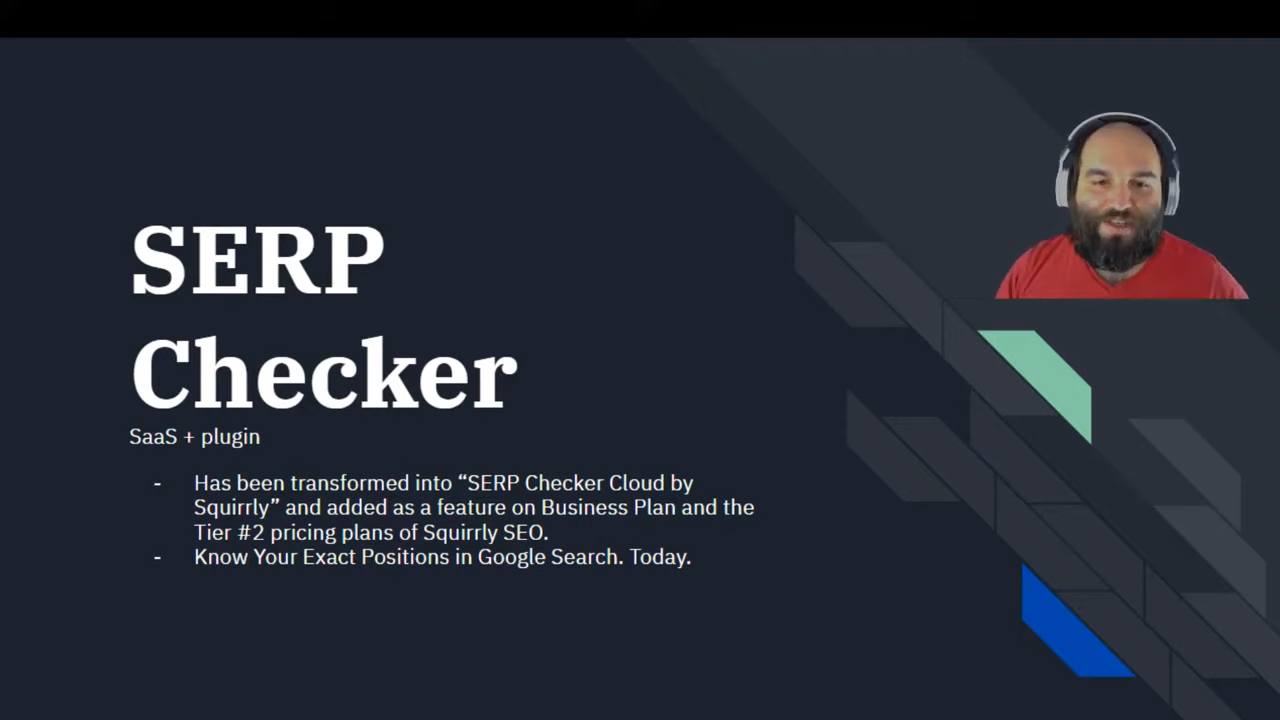 SERP
Checker
SaaS + plugin
- Has been transformed into “SERP Checker Cloud by
Squirrly” and added as a feature on Business Plan and the
Tier #2 pricing plans of Squirrly SEO.
- Know Your Exact Positions in Google Search. Today.